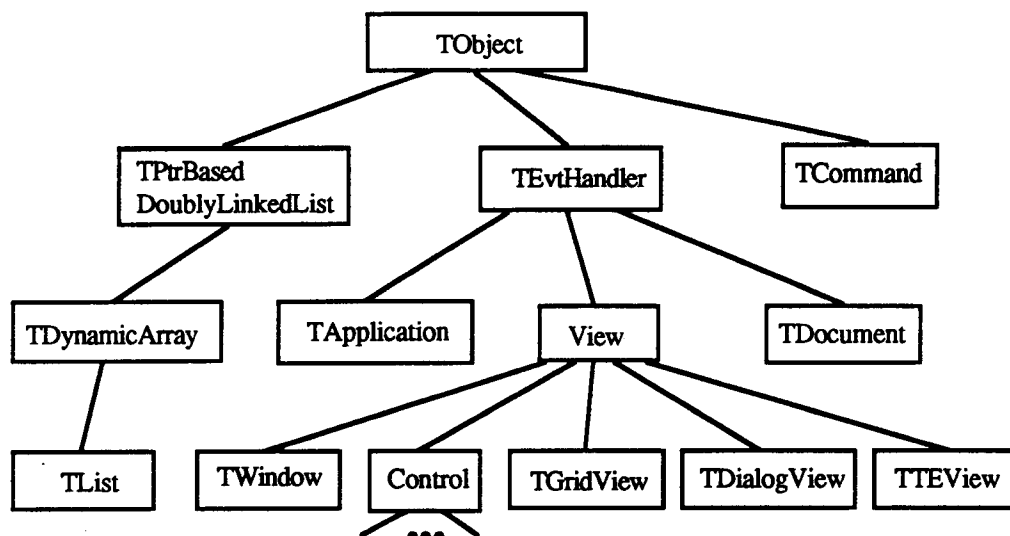 TObject
TPtrBased
DoublyLinkedList
TEvtHandler
TCommand
TDynamicArray
TApplication
View
TDocument
TList
TWindow
Control
TGridView
TDialogView
TTEView
•••